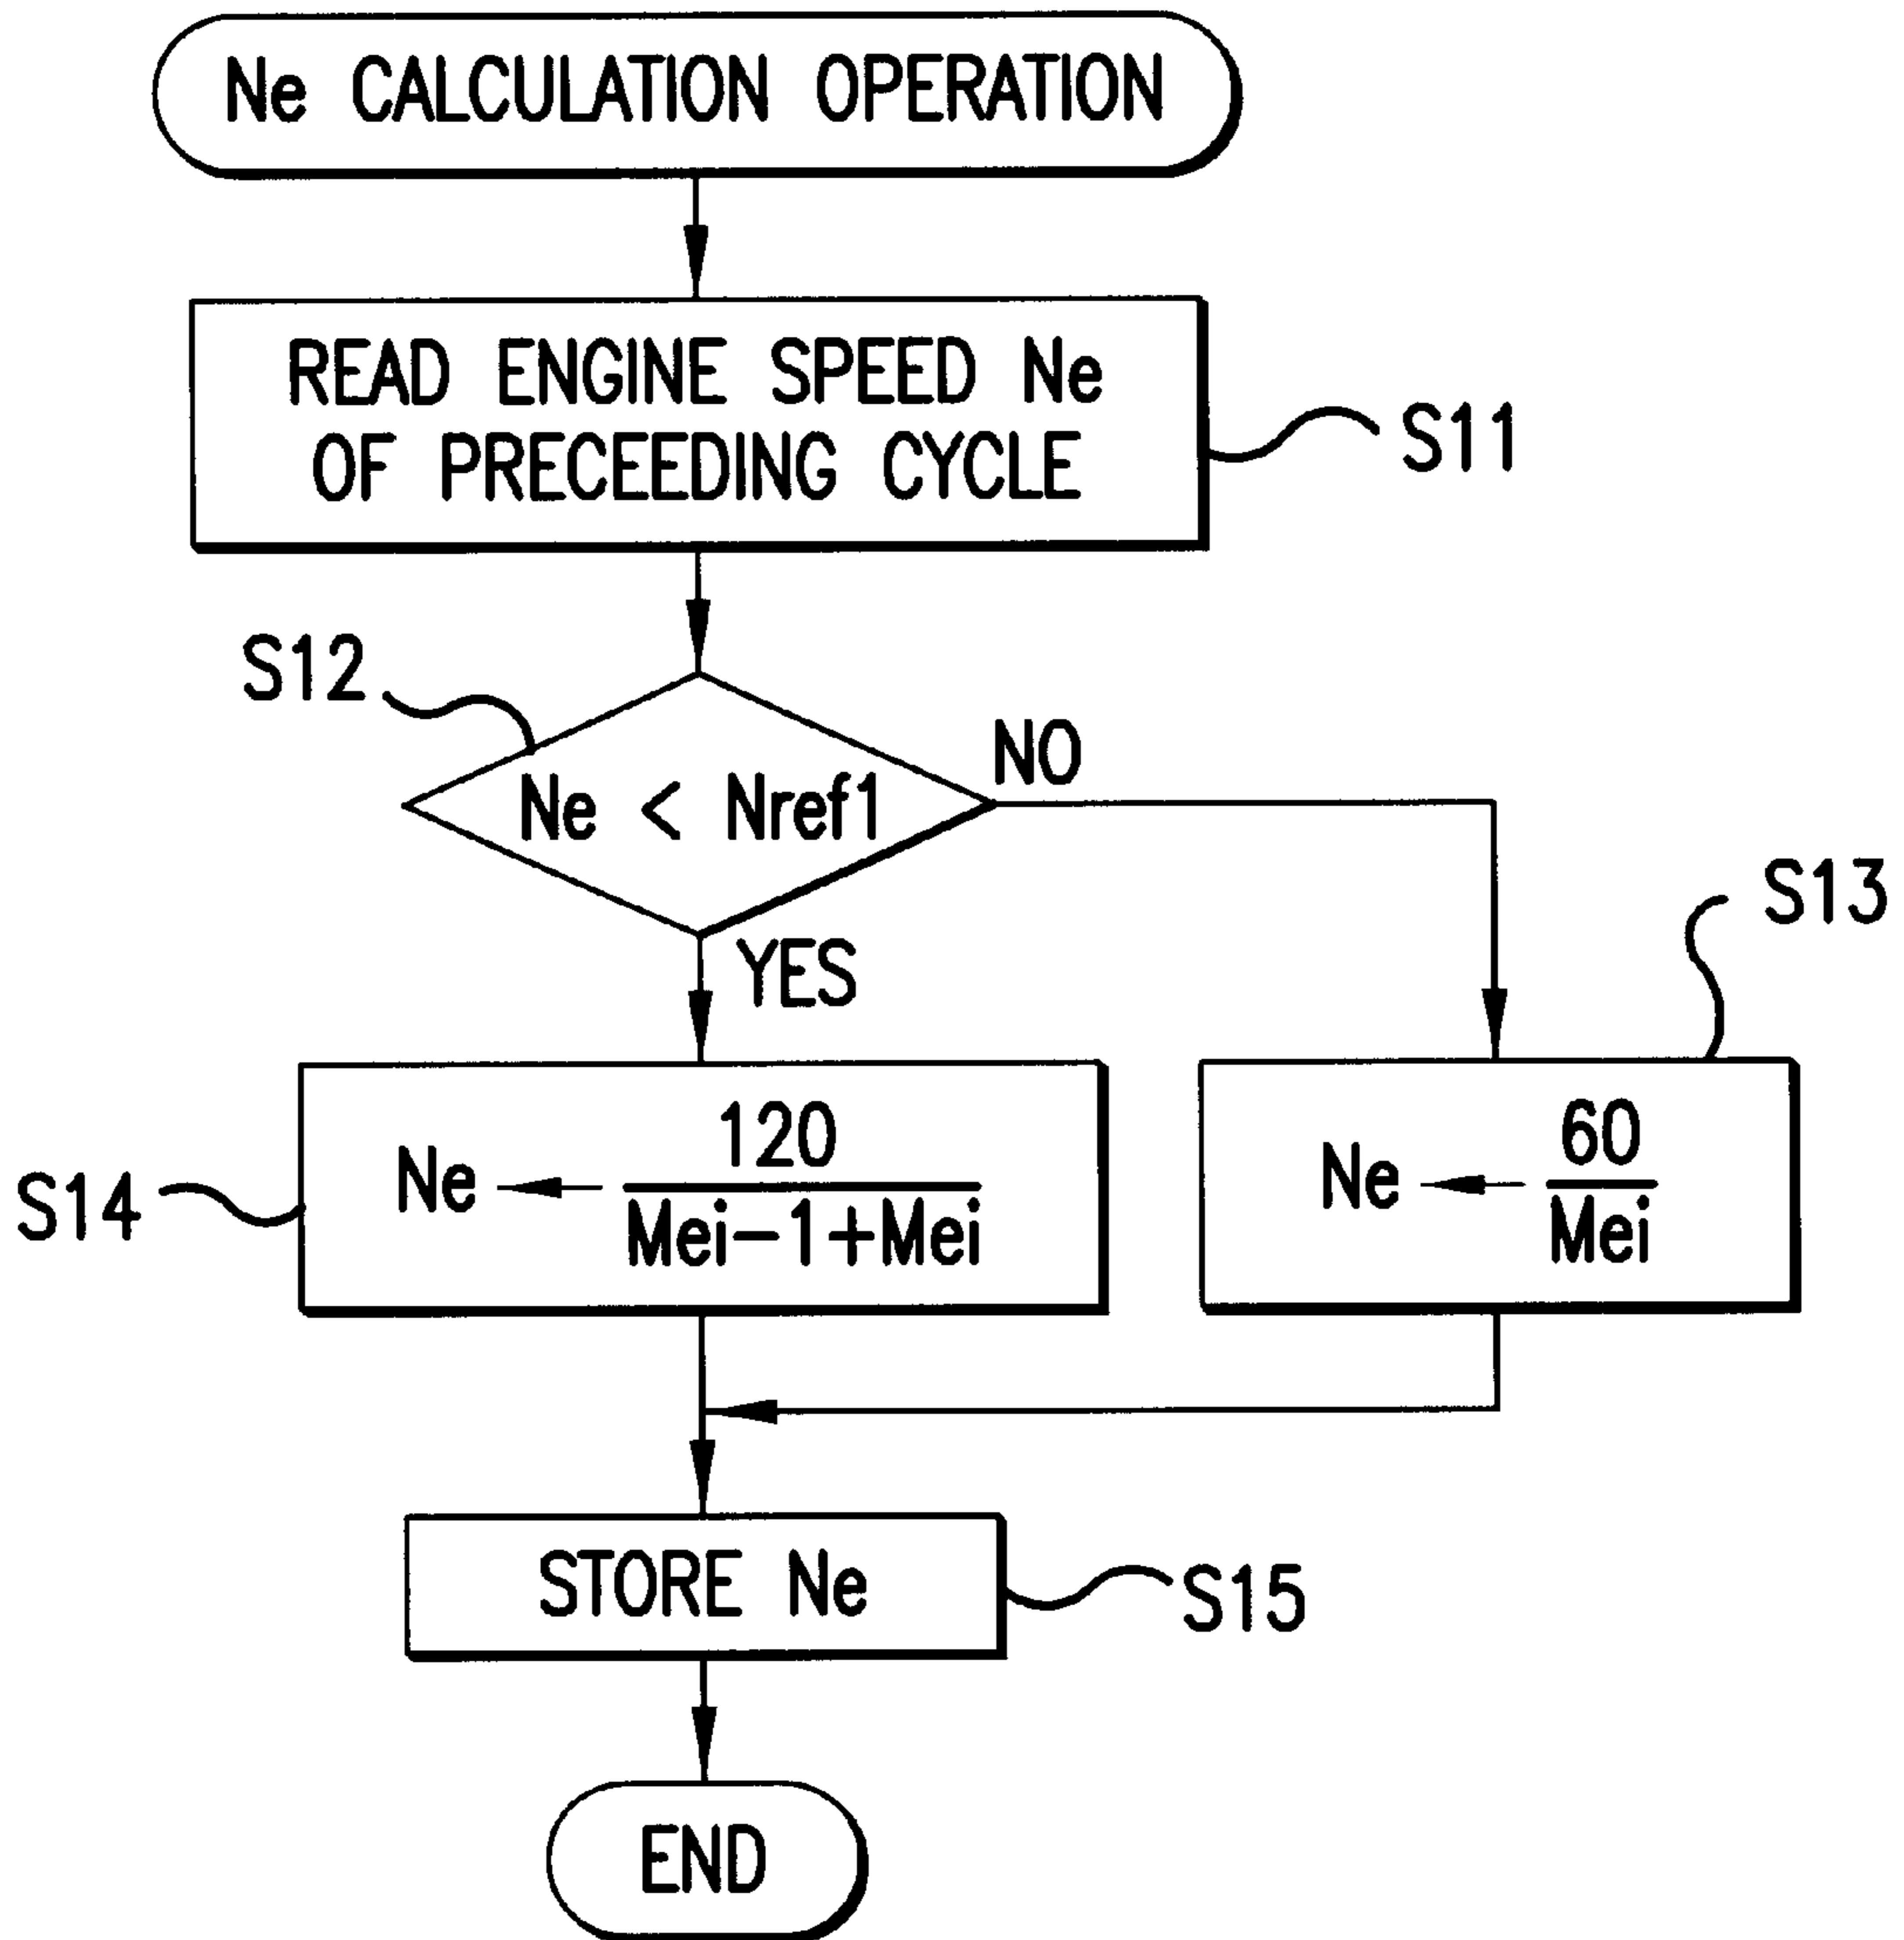 Ne CALCULATION OPERATION
READ ENGINE SPEED Ne
OF PRECEEDING CYCLE
S11
S12
Ne < Nref1
NO
YES
S13
S14
Ne ← 120
Mei-1+Mei
Ne ← 60
Mei
STORE Ne
S15
END